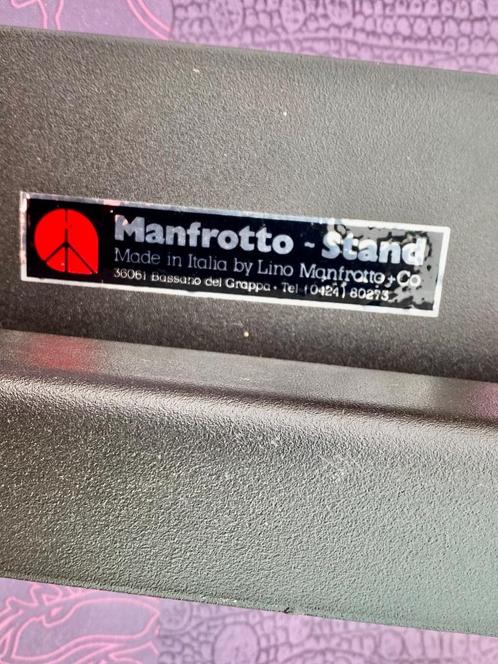 Manfrotto - Stand
Made in Italia by Lino Manfrotto + Co
36061 Bassano del Grappa • Tel (0424) 80273